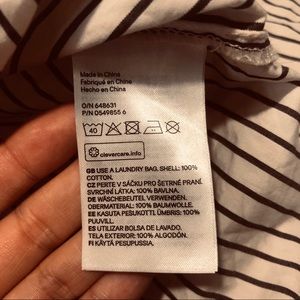 Made in China
Fabriqué en Chine
Hecho en China
O/N 648631
P/N 0549855 6
40
clevercare.info
GB USE A LAUNDRY BAG. SHELL: 100%
COTTON.
CZ PERTE V SÁČKU PRO ŠETRNÉ PRANÍ.
SVRCHNÍ LÁTKA: 100% BAVLNA.
DE WÄSCHEBEUTEL VERWENDEN.
OBERMATERIAL: 100% BAUMWOLLE.
EE KASUTA PESUKOTTI ÜMBRIS: 100%
PUUVILL.
ES UTILIZAR BOLSA DE LAVADO.
TELA EXTERIOR: 100% ALGODÓN.
FI KÄYTÄ PESUPUSSIA.